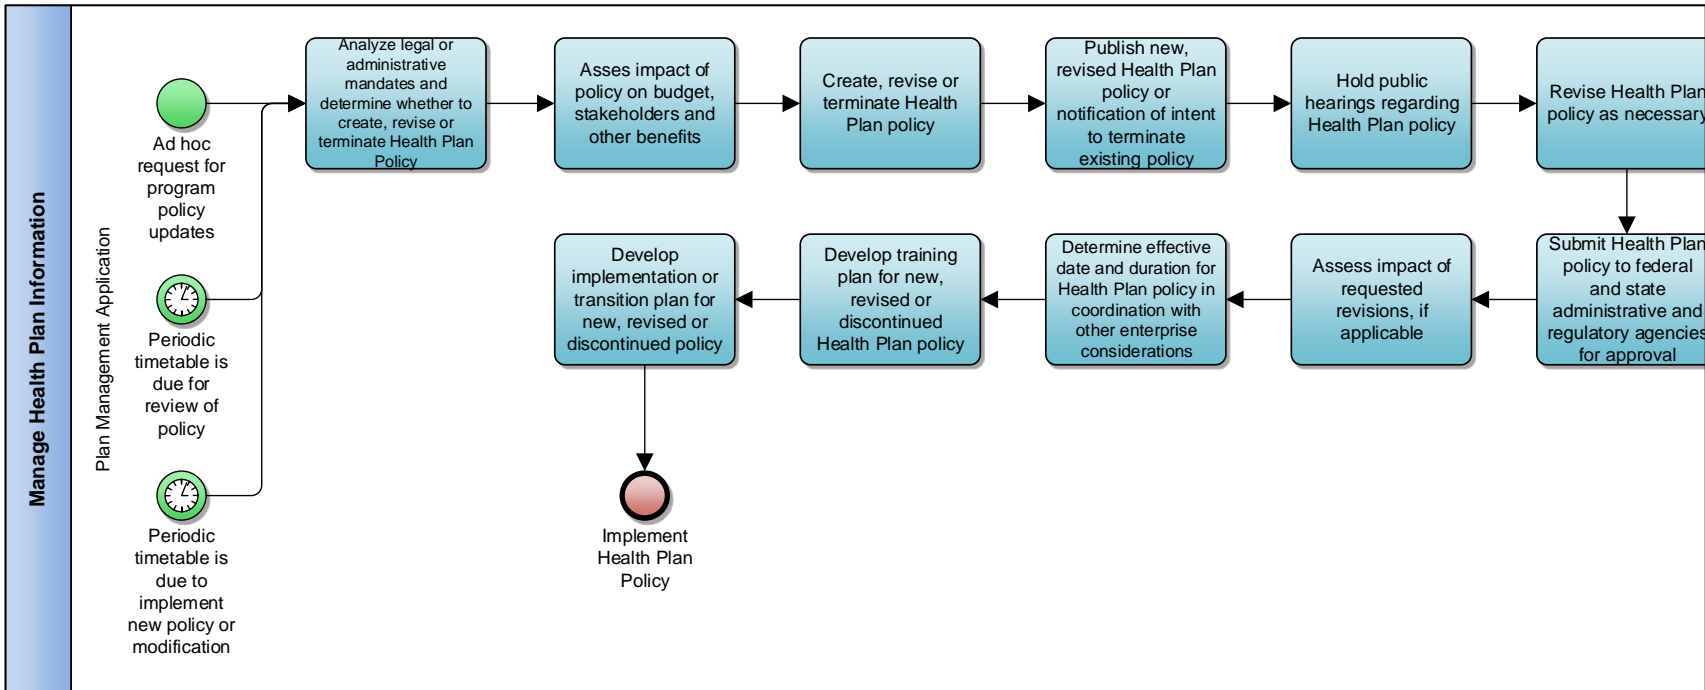 Manage Health Plan Information
Plan Management Application
Ad hoc
request for
program
policy
updates
Periodic
timetable is
due for
review of
policy
Periodic
timetable is
due to
implement
new policy or
modification
Analyze legal or
administrative
mandates and
determine whether to
create, revise or
terminate Health Plan
Policy
Asses impact of
policy on budget,
stakeholders and
other benefits
Create, revise or
terminate Health
Plan policy
Publish new,
revised Health Plan
policy or
notification of intent
to terminate
existing policy
Hold public
hearings regarding
Health Plan policy
Revise Health Plan
policy as necessary
Submit Health Plan
policy to federal
and state
administrative and
regulatory agencies
for approval
Assess impact of
requested
revisions, if
applicable
Determine effective
date and duration for
Health Plan policy in
coordination with
other enterprise
considerations
Develop training
plan for new,
revised or
discontinued
Health Plan policy
Develop
implementation or
transition plan for
new, revised or
discontinued policy
Implement
Health Plan
Policy